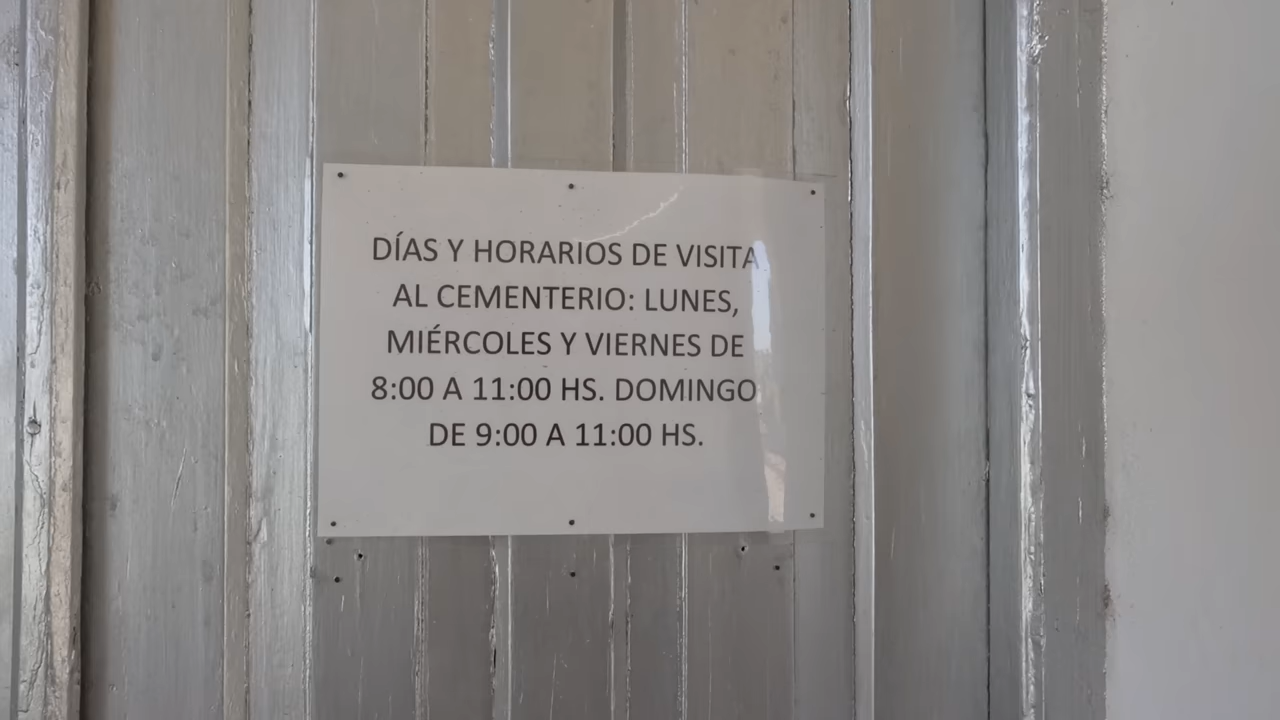 DÍAS Y HORARIOS DE VISITA
AL CEMENTERIO: LUNES,
MIÉRCOLES Y VIERNES DE
8:00 A 11:00 HS. DOMINGO
DE 9:00 A 11:00 HS.